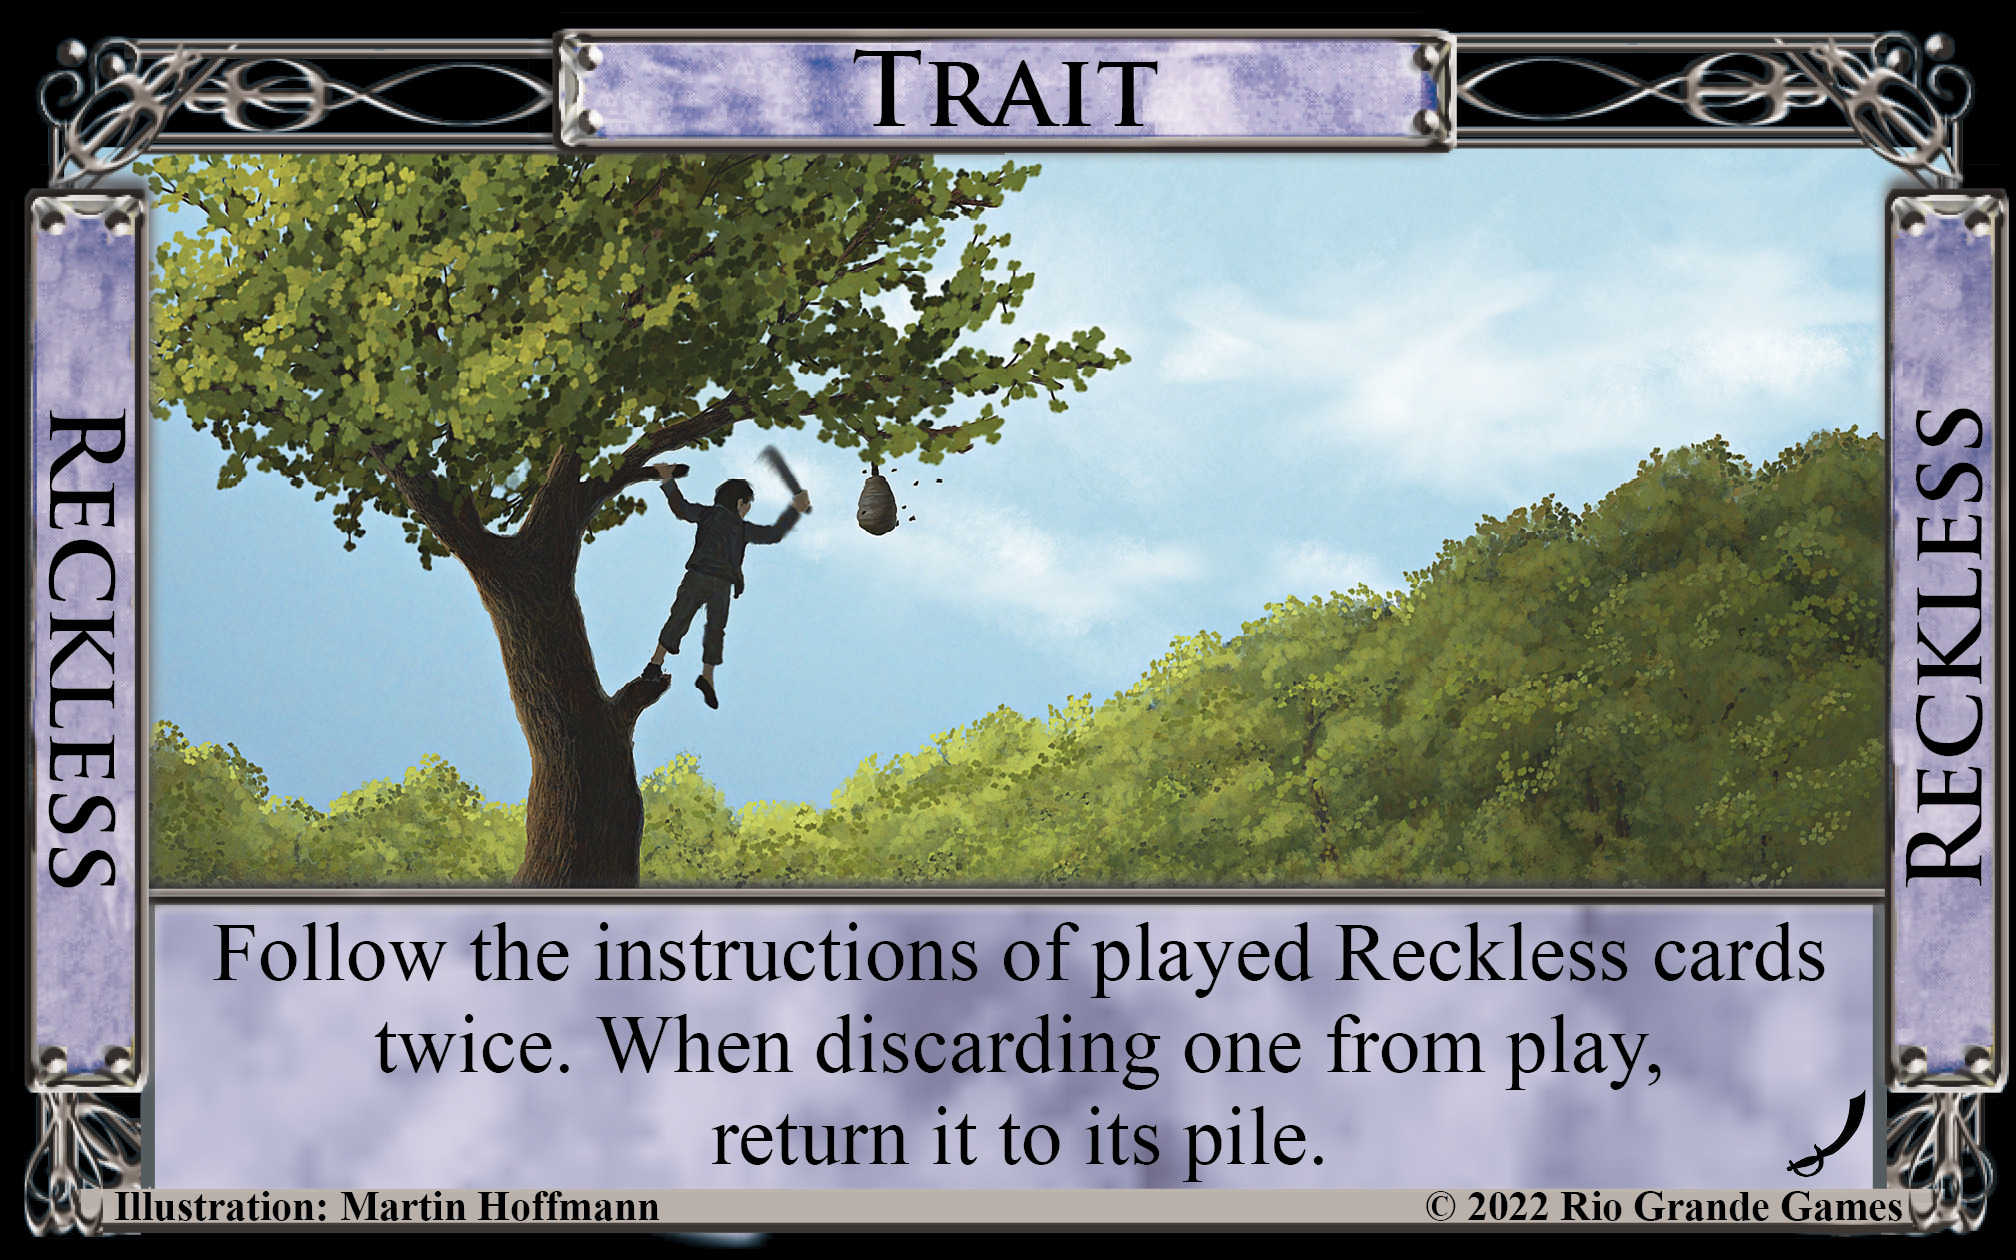 TRAIT
RECKLESS
RECKLESS
Follow the instructions of played Reckless cards
twice. When discarding one from play,
return it to its pile.
Illustration: Martin Hoffmann
© 2022 Rio Grande Games